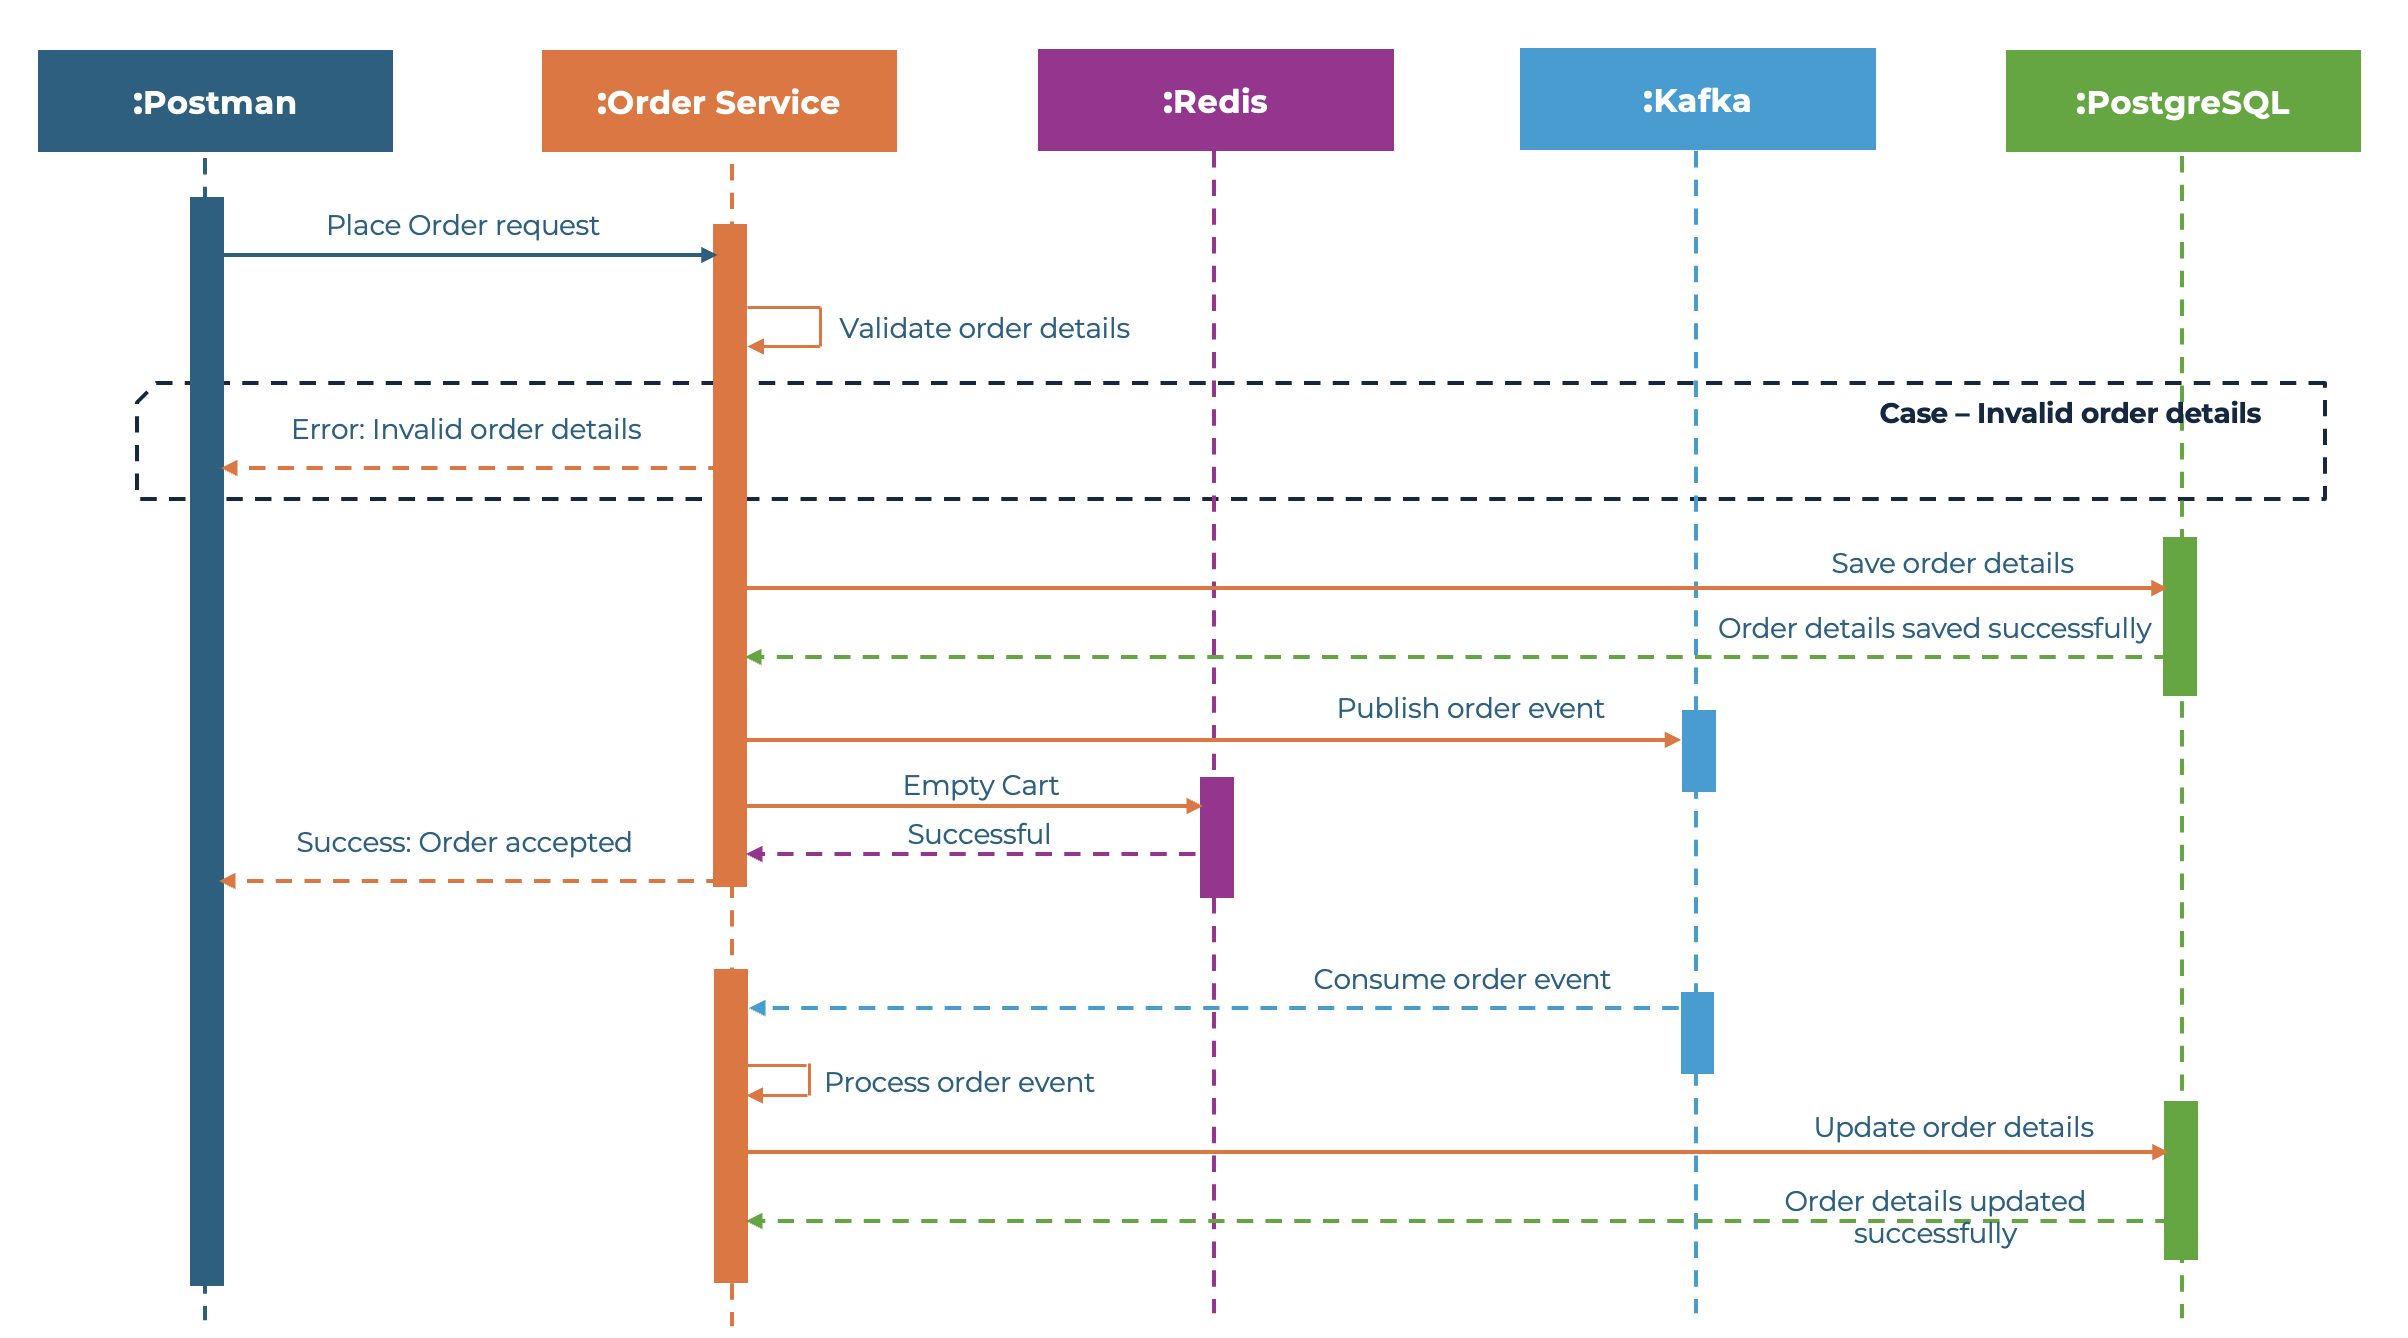 :Postman
:Order Service
:Redis
:Kafka
:PostgreSQL
Place Order request
Validate order details
Case – Invalid order details
Error: Invalid order details
Save order details
Order details saved successfully
Publish order event
Empty Cart
Successful
Success: Order accepted
Consume order event
Process order event
Update order details
Order details updated
successfully